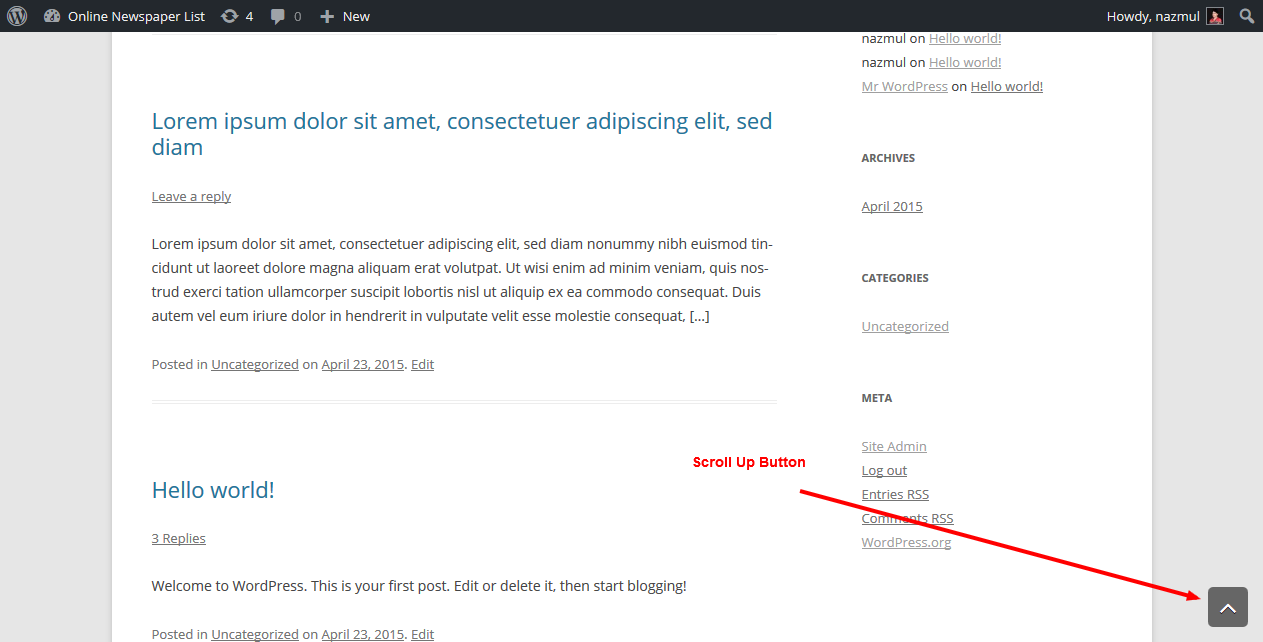 Online Newspaper List 4 0 New Howdy, nazmul
nazmul on Hello world!
nazmul on Hello world!
Mr WordPress on Hello world!
Lorem ipsum dolor sit amet, consectetuer adipiscing elit, sed
diam
Leave a reply
Lorem ipsum dolor sit amet, consectetuer adipiscing elit, sed diam nonummy nibh euismod tin-
cidunt ut laoreet dolore magna aliquam erat volutpat. Ut wisi enim ad minim veniam, quis nos-
trud exerci tation ullamcorper suscipit lobortis nisl ut aliquip ex ea commodo consequat. Duis
autem vel eum iriure dolor in hendrerit in vulputate velit esse molestie consequat, […]
Posted in Uncategorized on April 23, 2015. Edit
ARCHIVES
April 2015
CATEGORIES
Uncategorized
META
Site Admin
Log out
Entries RSS
Comments RSS
WordPress.org
Scroll Up Button
Hello world!
3 Replies
Welcome to WordPress. This is your first post. Edit or delete it, then start blogging!
Posted in Uncategorized on April 23, 2015. Edit